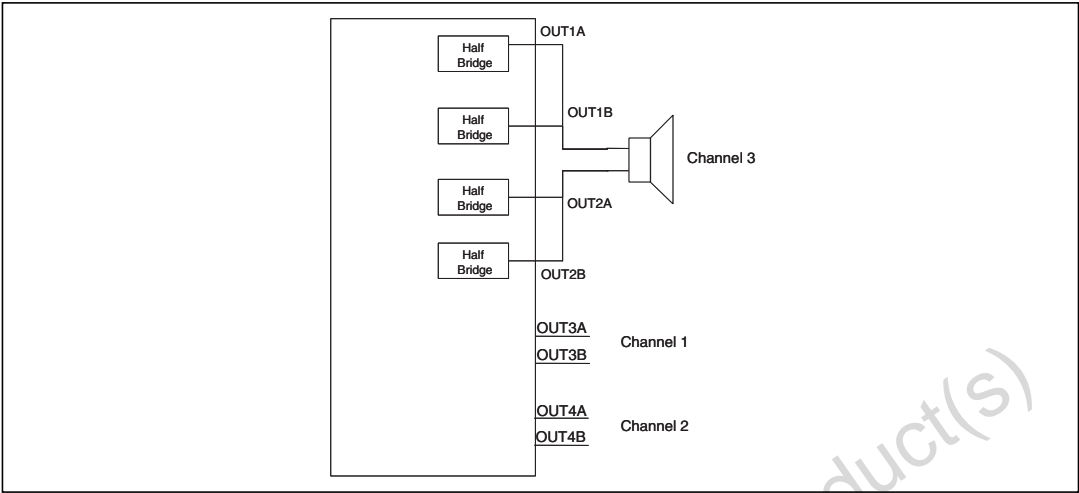 OUT1A
Half
Bridge
OUT1B
Half
Bridge
Channel 3
Half
Bridge
OUT2A
Half
Bridge
OUT2B
OUT3A
Channel 1
OUT3B
OUT4A
Channel 2
OUT4B
duct(s)